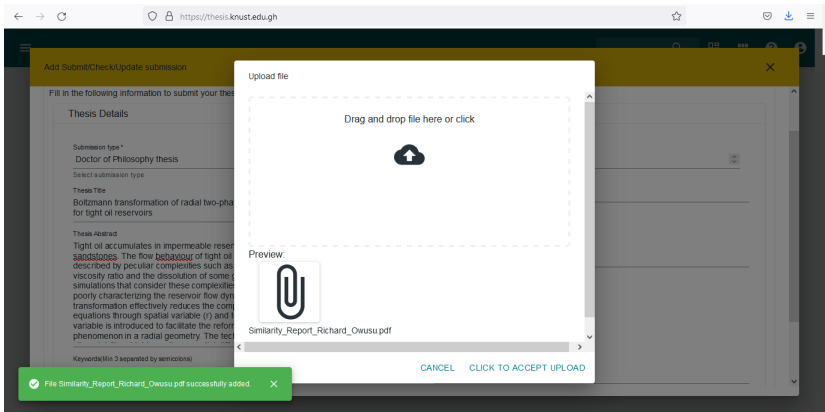 https://thesis.knust.edu.gh
Add Submit/Check/Update submission
Upload file
Fill in the following information to submit your thes
Thesis Details
Drag and drop file here or click
Submission type *
Doctor of Philosophy thesis
Select submission type
Thesis Title
Boltzmann transformation of radial two-pha
for tight oil reservoirs
Thesis Abstract
Tight oil accumulates in impermeable reser
sandstones. The flow behaviour of tight oil
described by peculiar complexities such as
viscosity ratio and the dissolution of some g
simulations that consider these complexitie
poorly characterizing the reservoir flow dyn
transformation effectively reduces the comp
equations through spatial variable (r) and t
variable is introduced to facilitate the reform
phenomenon in a radial geometry. The tech
Preview:
Similarity_Report_Richard_Owusu.pdf
Keywords(Min 3 separated by semicolons)
CANCEL CLICK TO ACCEPT UPLOAD
File Similarity_Report_Richard_Owusu.pdf successfully added.